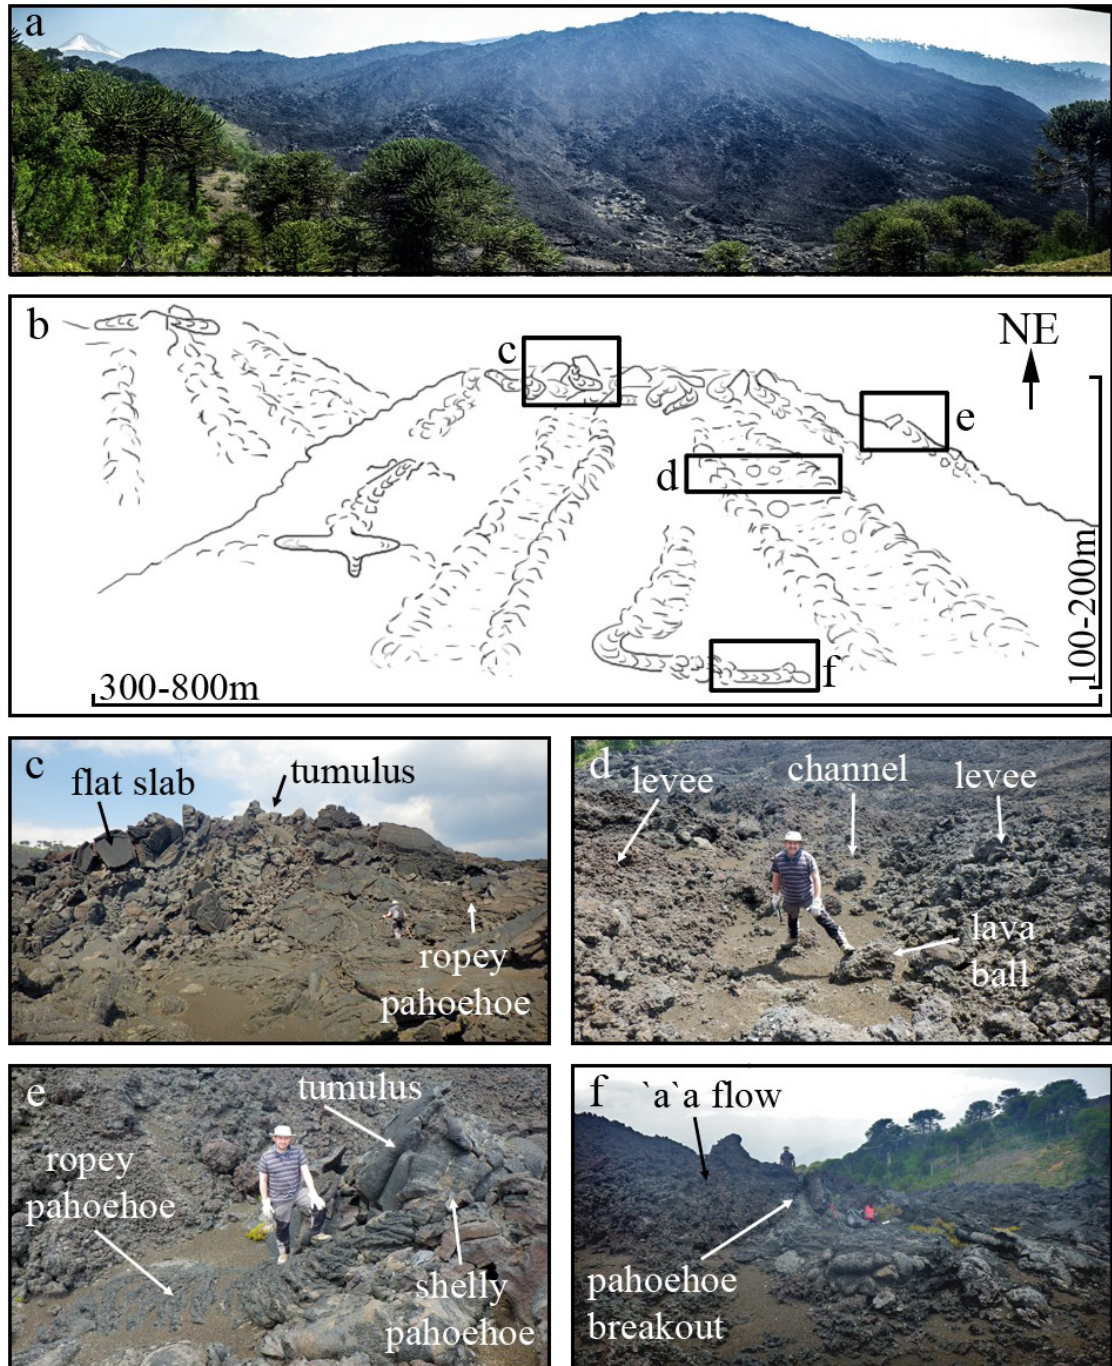 a
b
NE
c
e
d
f
100-200m
300-800m
c
flat slab
tumulus
ropey
pahoehoe
d
levee
channel
levee
lava
ball
e
tumulus
ropey
pahoehoe
shelly
pahoehoe
f
`a`a flow
pahoehoe
breakout